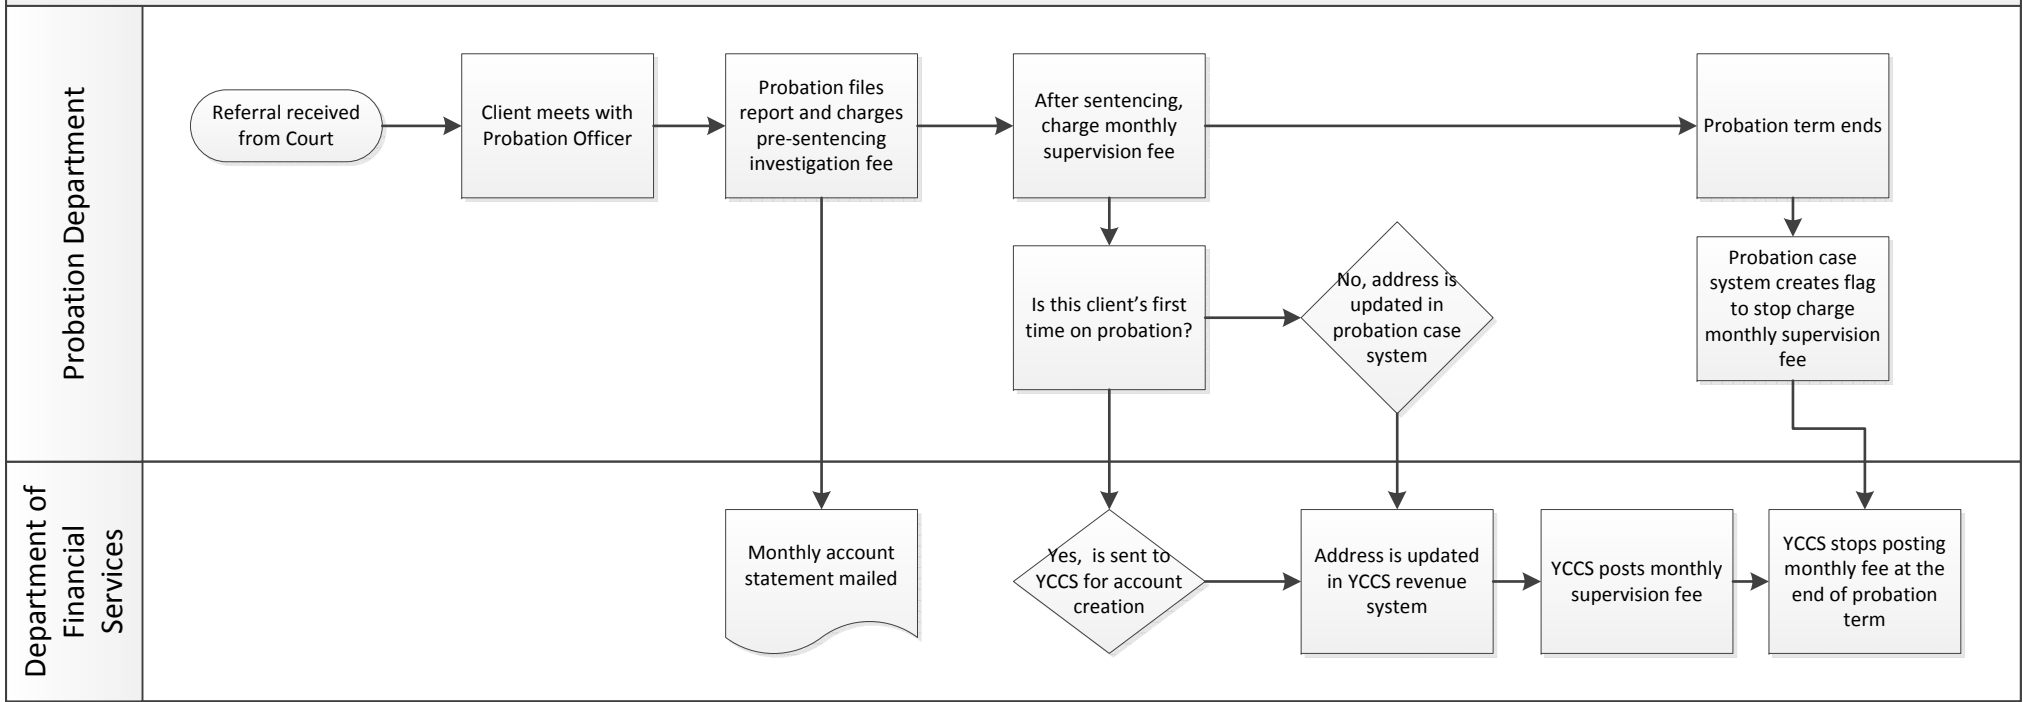 Probation Department
Referral received
from Court
Client meets with
Probation Officer
Probation files
report and charges
pre-sentencing
investigation fee
After sentencing,
charge monthly
supervision fee
Probation term ends
Is this client’s first
time on probation?
No, address is
updated in
probation case
system
Probation case
system creates flag
to stop charge
monthly supervision
fee
Department of
Financial
Services
Monthly account
statement mailed
Yes,  is sent to
YCCS for account
creation
Address is updated
in YCCS revenue
system
YCCS posts monthly
supervision fee
YCCS stops posting
monthly fee at the
end of probation
term